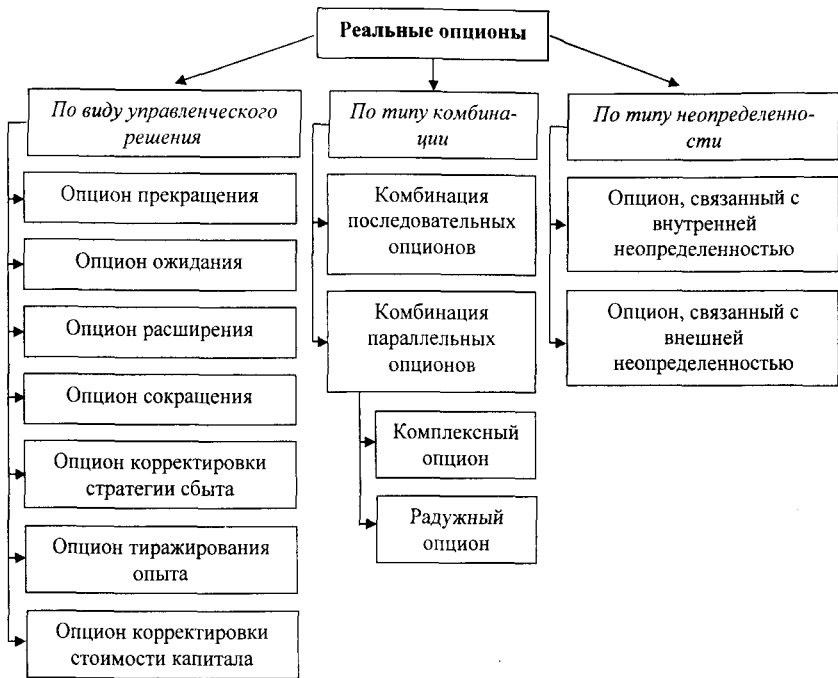 Реальные опционы
По виду управленческого
решения
Опцион прекращения
Опцион ожидания
Опцион расширения
Опцион сокращения
Опцион корректировки
стратегии сбыта
Опцион тиражирования
опыта
Опцион корректировки
стоимости капитала
По типу комбина-
ции
Комбинация
последовательных
опционов
Комбинация
параллельных
опционов
Комплексный
опцион
Радужный
опцион
По типу неопределенно-
сти
Опцион, связанный с
внутренней
неопределенностью
Опцион, связанный с
внешней
неопределенностью